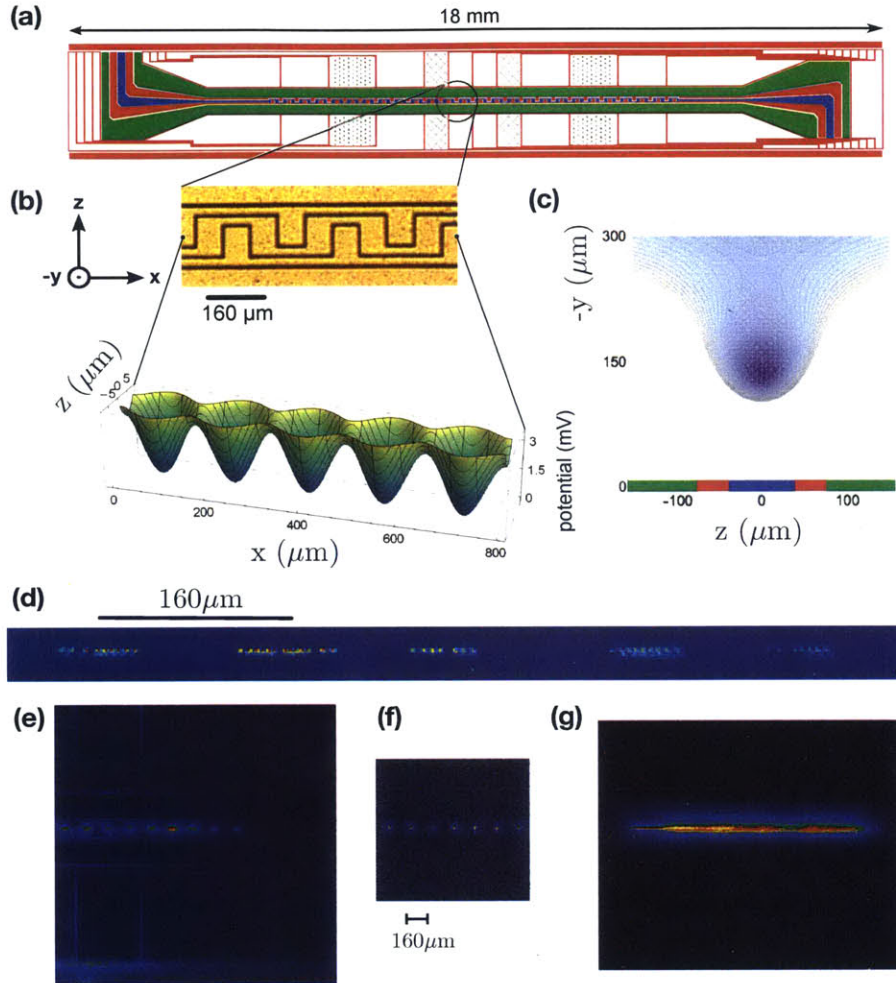 (a)
18 mm
(b)
z
-y
x
160 μm
(c)
300
-y (μm)
150
0
-100
0
100
z (μm)
z (μm)
-5 0 5
potential (mV)
3
1.5
0
0
200
400
600
800
x (μm)
(d)
160μm
(e)
(f)
(g)
160μm